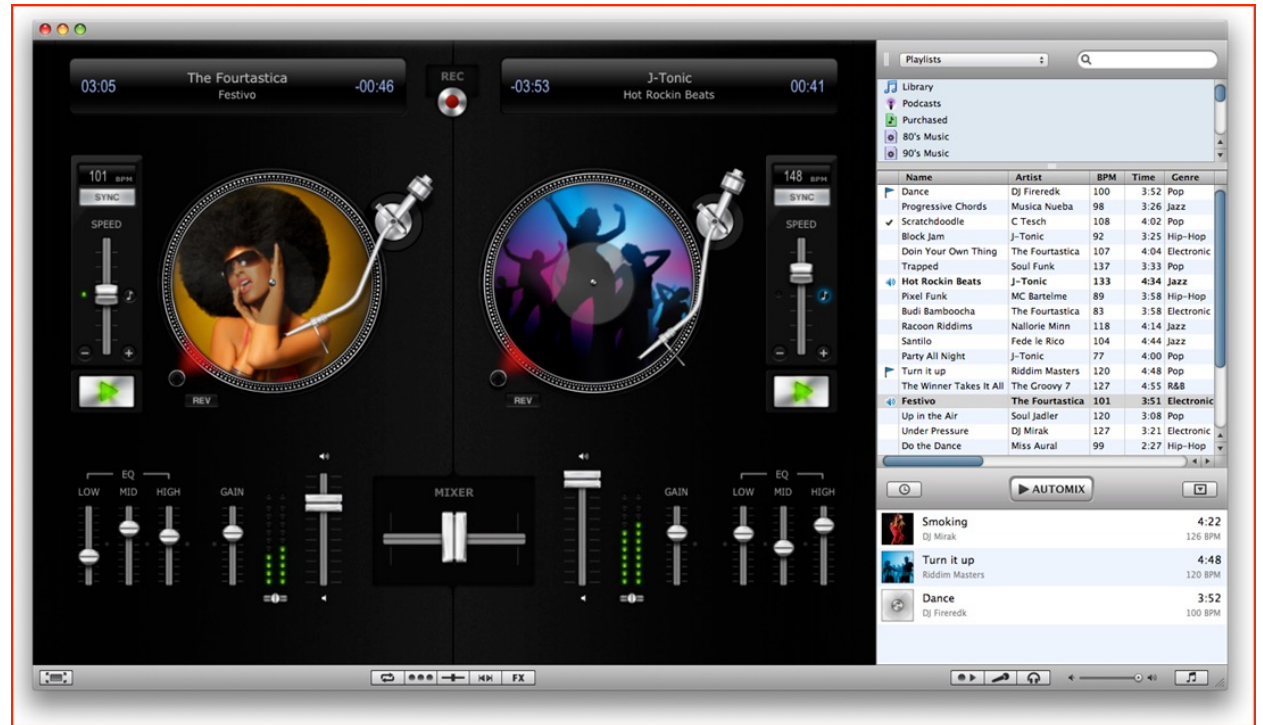 03:05 The Fourtastica -00:46
Festivo
REC
-03:53 J-Tonic 00:41
Hot Rockin Beats
101 BPM
SYNC
SPEED
REV
148 BPM
SYNC
SPEED
REV
EQ
LOW MID HIGH GAIN
MIXER
EQ
GAIN LOW MID HIGH
FX
Playlists
Library
Podcasts
Purchased
80's Music
90's Music
Name Artist BPM Time Genre
Dance DJ Fireredk 100 3:52 Pop
Progressive Chords Musica Nueba 98 3:26 Jazz
Scratchdoodle C Tesch 108 4:02 Pop
Block Jam J-Tonic 92 3:25 Hip-Hop
Doin Your Own Thing The Fourtastica 107 4:04 Electronic
Trapped Soul Funk 137 3:33 Pop
Hot Rockin Beats J-Tonic 133 4:34 Jazz
Pixel Funk MC Bartelme 89 3:58 Hip-Hop
Budi Bamboocha The Fourtastica 83 3:58 Electronic
Racoon Riddims Nallorie Minn 118 4:14 Jazz
Santilo Fede le Rico 104 4:44 Jazz
Party All Night J-Tonic 77 4:00 Pop
Turn it up Riddim Masters 120 4:48 Pop
The Winner Takes It All The Groovy 7 127 4:55 R&B
Festivo The Fourtastica 101 3:51 Electronic
Up in the Air Soul Jadler 120 3:08 Pop
Under Pressure DJ Mirak 127 3:21 Electronic
Do the Dance Miss Aural 99 2:27 Hip-Hop
AUTOMIX
Smoking 4:22
DJ Mirak 126 BPM
Turn it up 4:48
Riddim Masters 120 BPM
Dance 3:52
DJ Fireredk 100 BPM